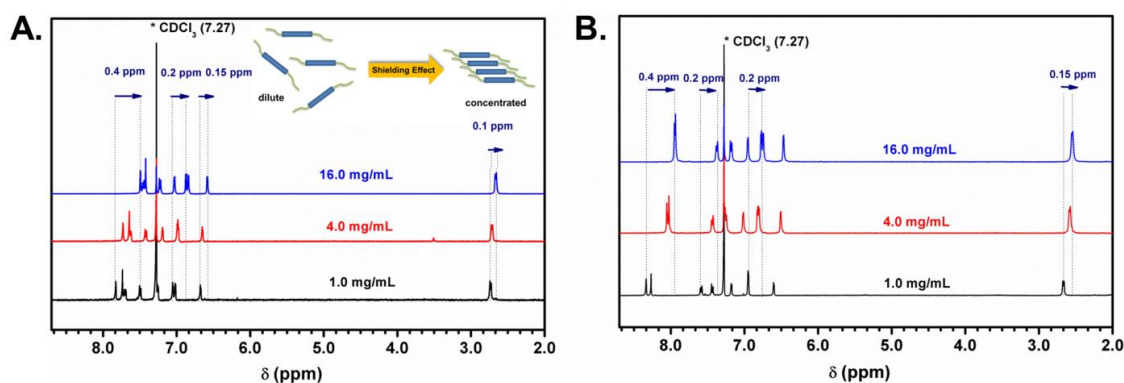 A.
* CDCl3 (7.27)
0.4 ppm
0.2 ppm
0.15 ppm
dilute
Shielding Effect
concentrated
0.1 ppm
16.0 mg/mL
4.0 mg/mL
1.0 mg/mL
8.0 7.0 6.0 5.0 4.0 3.0 2.0
δ (ppm)
B.
* CDCl3 (7.27)
0.4 ppm
0.2 ppm
0.2 ppm
0.15 ppm
16.0 mg/mL
4.0 mg/mL
1.0 mg/mL
8.0 7.0 6.0 5.0 4.0 3.0 2.0
δ (ppm)